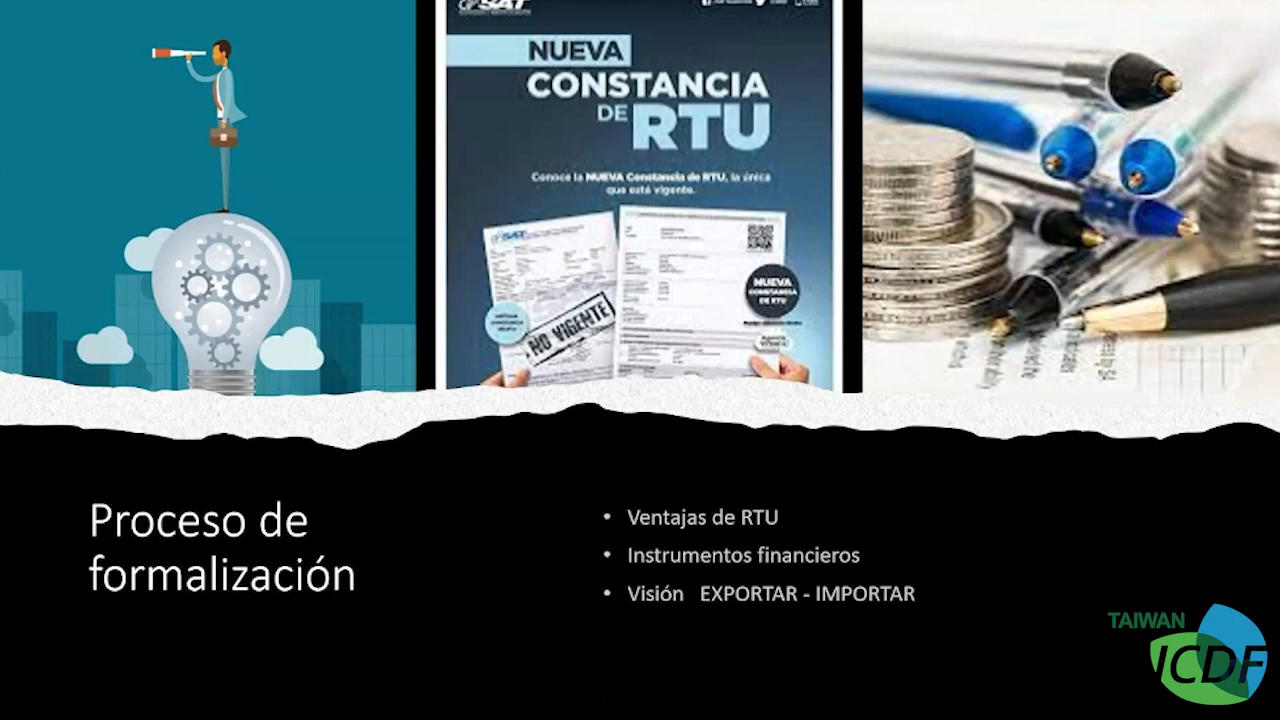 SAT
NUEVA
CONSTANCIA
DE RTU
Conoce la NUEVA Constancia de RTU, la única
que está vigente.
SAT
NO VIGENTE
NUEVA
CONSTANCIA
DE RTU
Proceso de
formalización
• Ventajas de RTU
• Instrumentos financieros
• Visión EXPORTAR - IMPORTAR
TAIWAN
ICDF